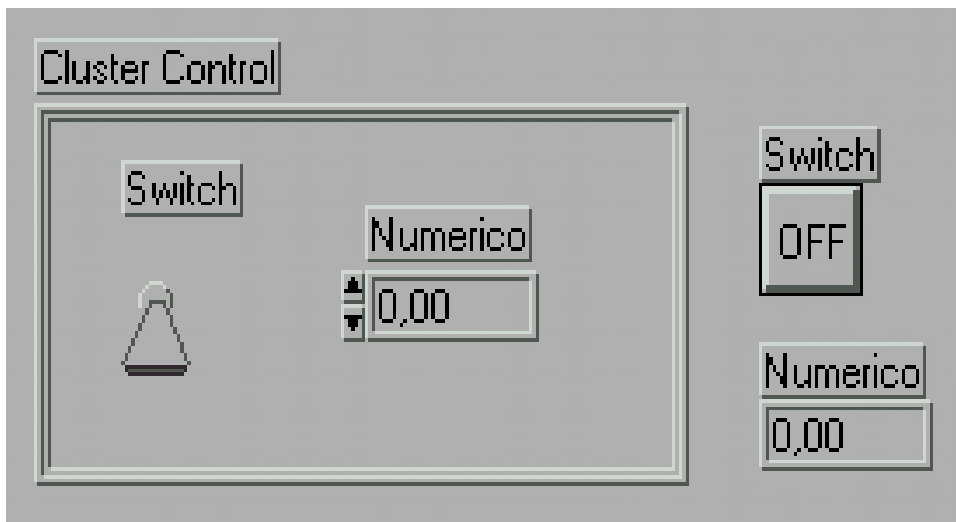 Cluster Control
Switch
Numerico
0,00
Switch
OFF
Numerico
0,00